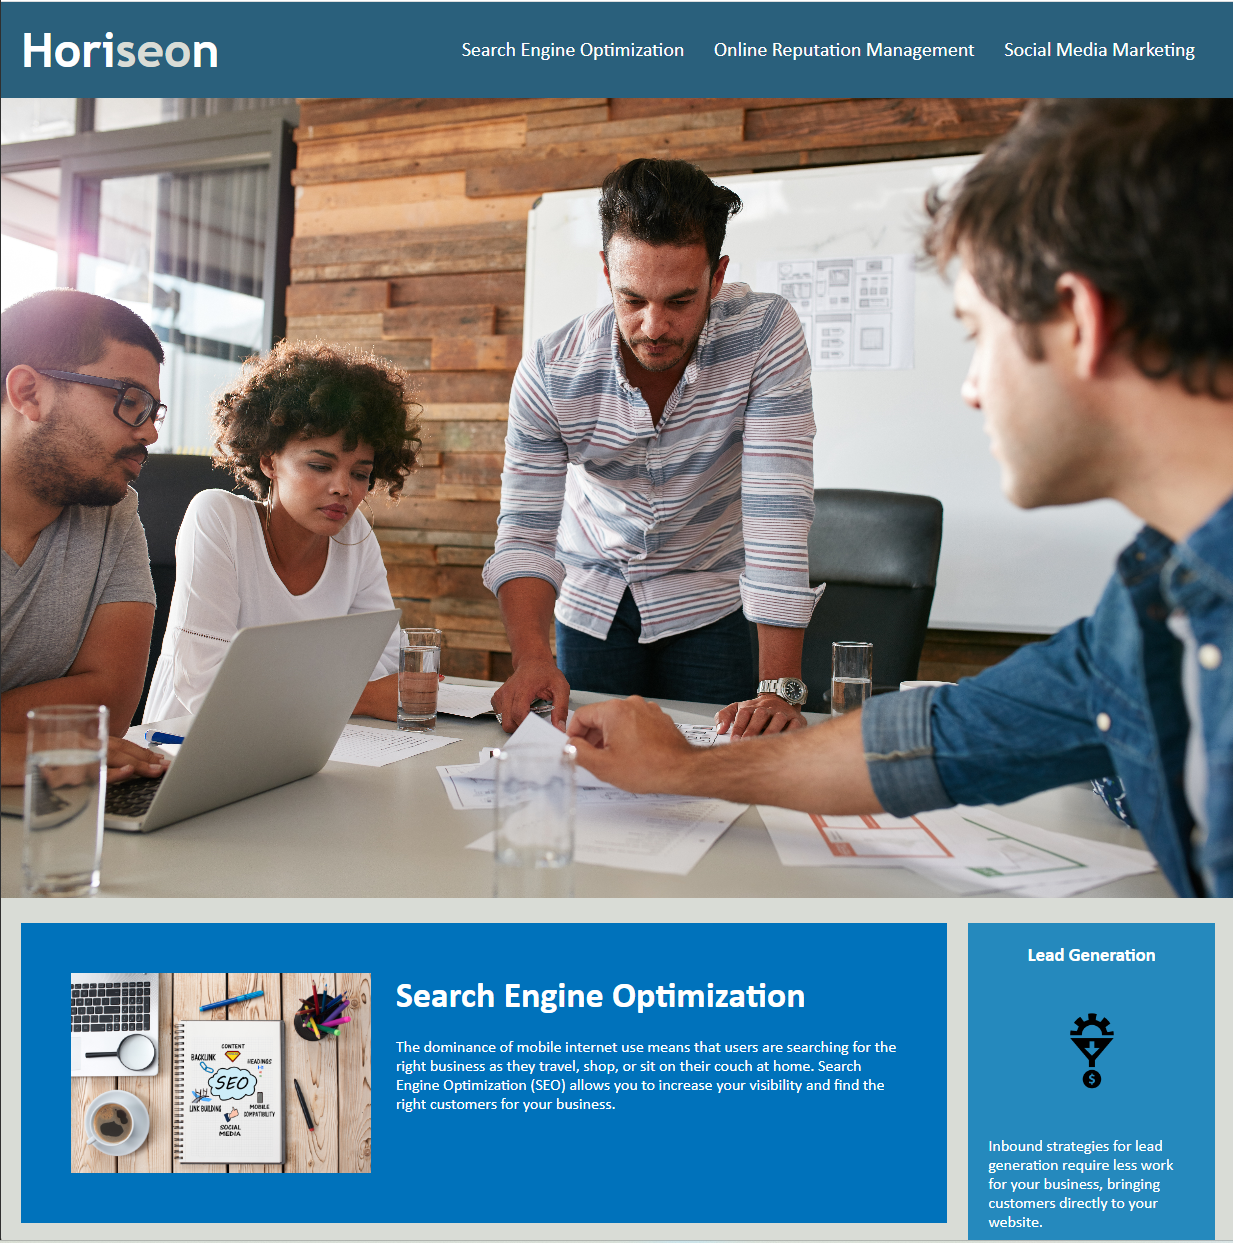 Horiseon
Search Engine Optimization
Online Reputation Management
Social Media Marketing
Search Engine Optimization
The dominance of mobile internet use means that users are searching for the
right business as they travel, shop, or sit on their couch at home. Search
Engine Optimization (SEO) allows you to increase your visibility and find the
right customers for your business.
CONTENT
BACKLINK
HEADINGS
SEO
LINK BUILDING
MOBILE
COMPATIBILITY
SOCIAL
MEDIA
Lead Generation
$
Inbound strategies for lead
generation require less work
for your business, bringing
customers directly to your
website.